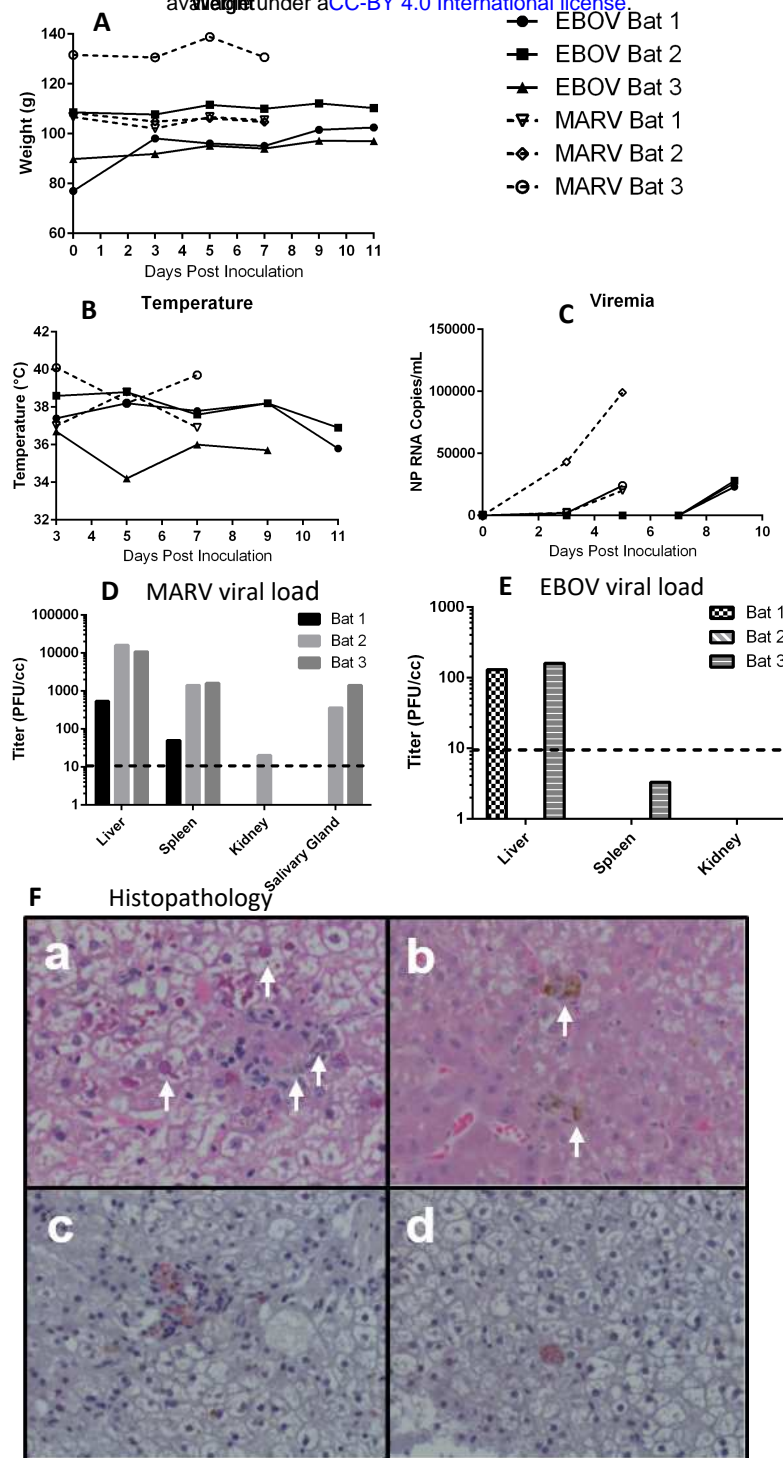 available under aCC-BY 4.0 International license.
A
Weight
Weight (g)
140
120
100
80
60
0 1 2 3 4 5 6 7 8 9 10 11
Days Post Inoculation
EBOV Bat 1
EBOV Bat 2
EBOV Bat 3
MARV Bat 1
MARV Bat 2
MARV Bat 3
B Temperature
Temperature (°C)
42
40
38
36
34
32
3 4 5 6 7 8 9 10 11
Days Post Inoculation
C Viremia
NP RNA Copies/mL
150000
100000
50000
0
0 2 4 6 8 10
Days Post Inoculation
D MARV viral load
Titer (PFU/cc)
100000
10000
1000
100
10
1
Bat 1
Bat 2
Bat 3
Liver Spleen Kidney Salivary Gland
E EBOV viral load
Titer (PFU/cc)
1000
100
10
1
Bat 1
Bat 2
Bat 3
Liver Spleen Kidney
F Histopathology
a b
c d